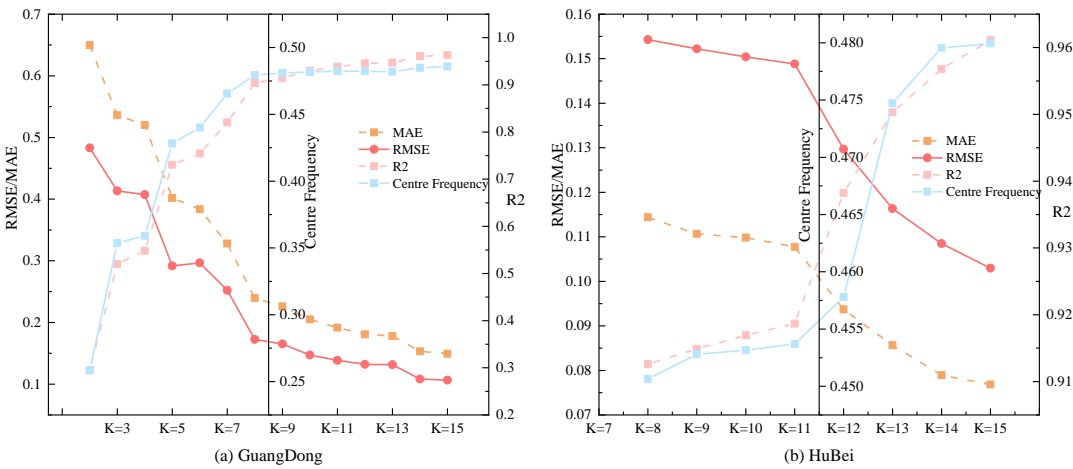 0.7
0.6
0.5
0.4
0.3
0.2
0.1
RMSE/MAE
0.50
0.45
0.40
0.35
0.30
0.25
Centre Frequency
MAE
RMSE
R2
Centre Frequency
1.0
0.9
0.8
0.7
0.6
0.5
0.4
0.3
0.2
R2
K=3 K=5 K=7 K=9 K=11 K=13 K=15
(a) GuangDong
0.16
0.15
0.14
0.13
0.12
0.11
0.10
0.09
0.08
0.07
RMSE/MAE
0.480
0.475
0.470
0.465
0.460
0.455
0.450
Centre Frequency
MAE
RMSE
R2
Centre Frequency
0.96
0.95
0.94
0.93
0.92
0.91
R2
K=7 K=8 K=9 K=10 K=11 K=12 K=13 K=14 K=15
(b) HuBei